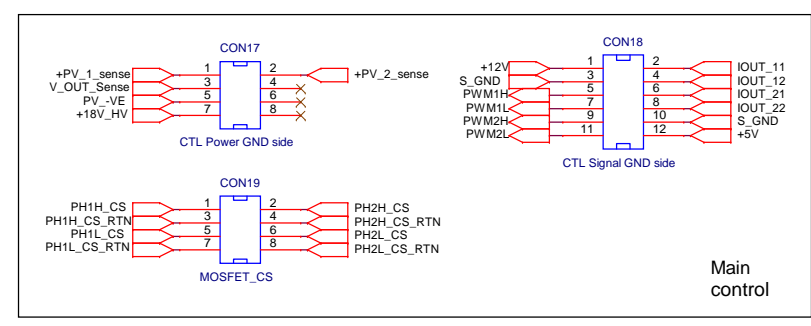 CON17
+PV_1_sense 1 2 +PV_2_sense
V_OUT_Sense 3 4
PV_-VE 5 6
+18V_HV 7 8
CTL Power GND side
CON18
+12V 1 2 IOUT_11
S_GND 3 4 IOUT_12
PWM1H 5 6 IOUT_21
PWM1L 7 8 IOUT_22
PWM2H 9 10 S_GND
PWM2L 11 12 +5V
CTL Signal GND side
CON19
PH1H_CS 1 2 PH2H_CS
PH1H_CS_RTN 3 4 PH2H_CS_RTN
PH1L_CS 5 6 PH2L_CS
PH1L_CS_RTN 7 8 PH2L_CS_RTN
MOSFET_CS
Main
control